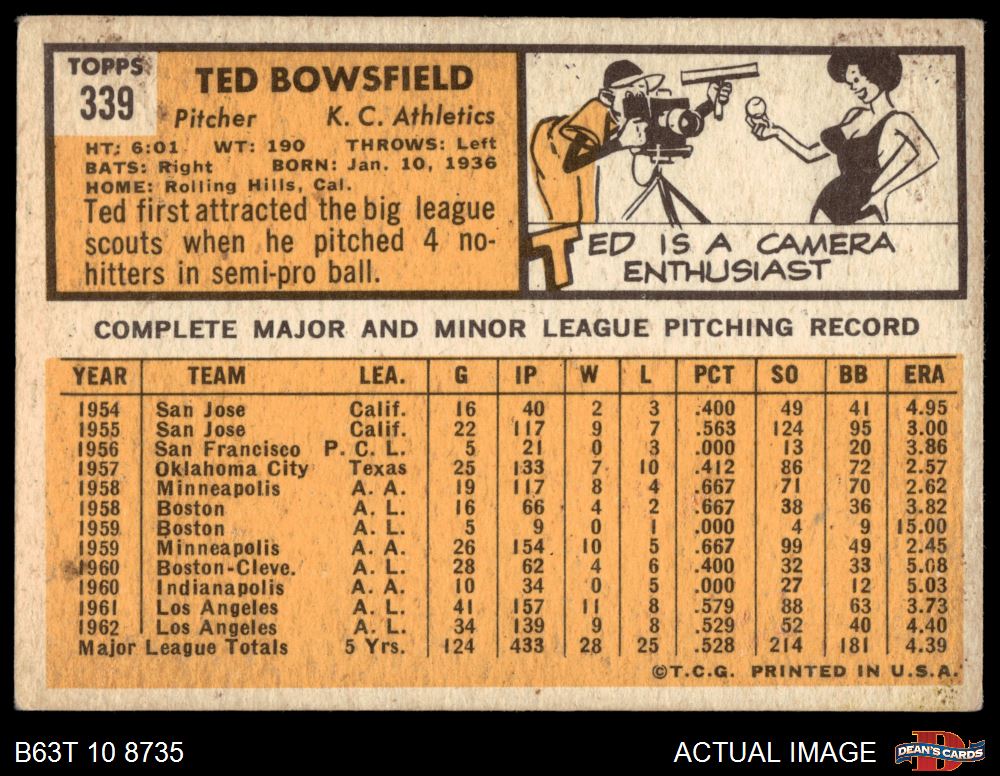 TOPPS
339
TED BOWSFIELD
Pitcher K. C. Athletics
HT: 6:01 WT: 190 THROWS: Left
BATS: Right BORN: Jan. 10, 1936
HOME: Rolling Hills, Cal.
Ted first attracted the big league
scouts when he pitched 4 no-
hitters in semi-pro ball.
TED IS A CAMERA
ENTHUSIAST
COMPLETE MAJOR AND MINOR LEAGUE PITCHING RECORD
YEAR TEAM LEA. G IP W L PCT SO BB ERA
1954 San Jose Calif. 16 40 2 3 .400 49 41 4.95
1955 San Jose Calif. 22 117 9 7 .563 124 95 3.00
1956 San Francisco P. C. L. 5 21 0 3 .000 13 20 3.86
1957 Oklahoma City Texas 25 133 7 10 .412 86 72 2.57
1958 Minneapolis A. A. 19 117 8 4 .667 71 70 2.62
1958 Boston A. L. 16 66 4 2 .667 38 36 3.82
1959 Boston A. L. 5 9 0 1 .000 4 9 15.00
1959 Minneapolis A. A. 26 154 10 5 .667 99 49 2.45
1960 Boston-Cleve. A. L. 28 62 4 6 .400 32 33 5.08
1960 Indianapolis A. A. 10 34 0 5 .000 27 12 5.03
1961 Los Angeles A. L. 41 157 11 8 .579 88 63 3.73
1962 Los Angeles A. L. 34 139 9 8 .529 52 40 4.40
Major League Totals 5 Yrs. 124 433 28 25 .528 214 181 4.39
©T.C.G. PRINTED IN U.S.A.
B63T 10 8735 ACTUAL IMAGE DEAN'S CARDS